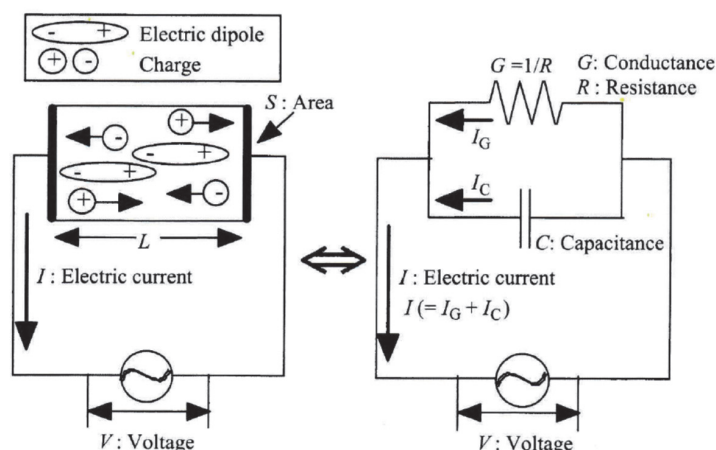 - + Electric dipole
+ - Charge
S : Area
+
-
- +
- +
+
-
L
I : Electric current
V : Voltage
G =1/R
G: Conductance
R : Resistance
I_G
I_C
C: Capacitance
I : Electric current
I (= I_G + I_C)
V : Voltage